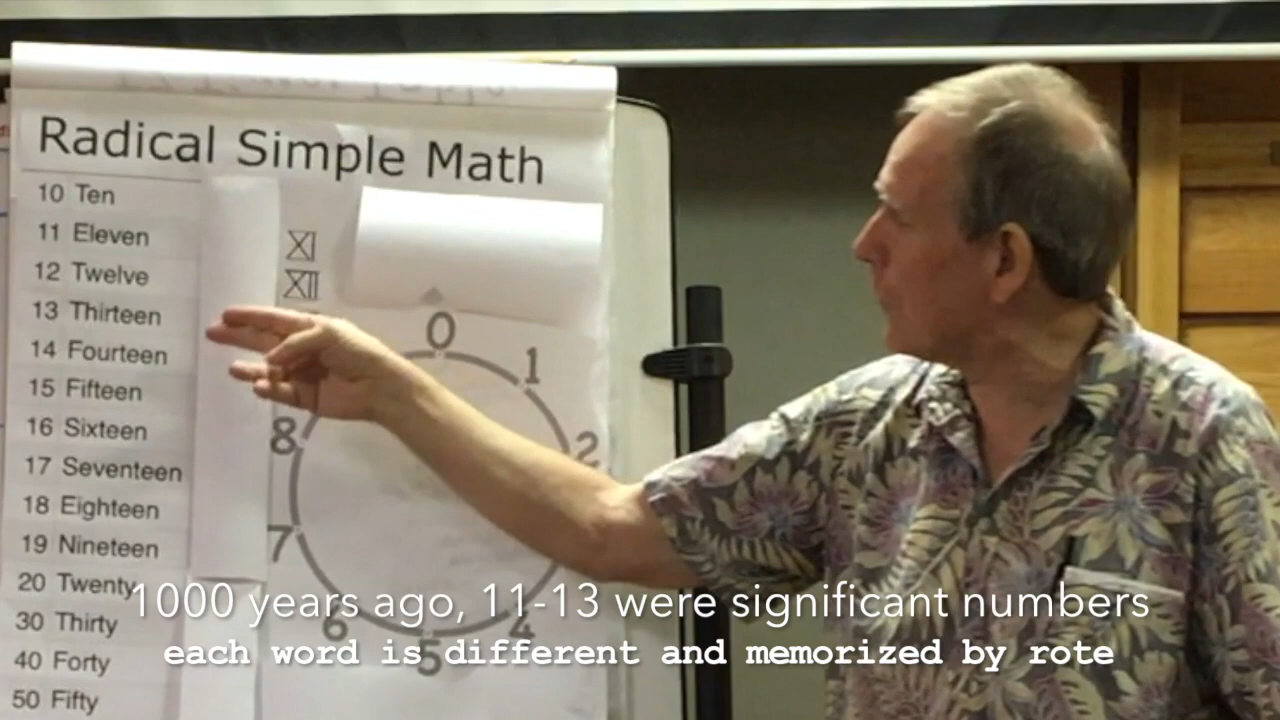 Radical Simple Math
10 Ten
11 Eleven
12 Twelve
13 Thirteen
14 Fourteen
15 Fifteen
16 Sixteen
17 Seventeen
18 Eighteen
19 Nineteen
20 Twenty
30 Thirty
40 Forty
50 Fifty
XI
XII
0
1
2
4
5
6
7
8
1000 years ago, 11-13 were significant numbers
each word is different and memorized by rote